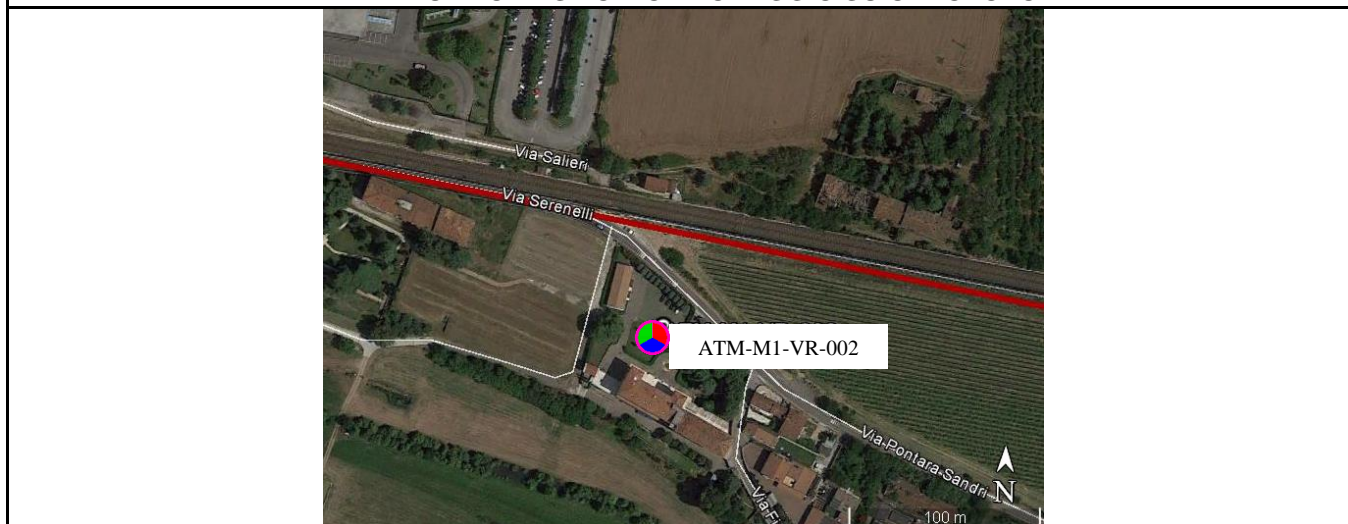 Via Salieri
Via Serenelli
ATM-M1-VR-002
Via Pontara Sandri
N
100 m